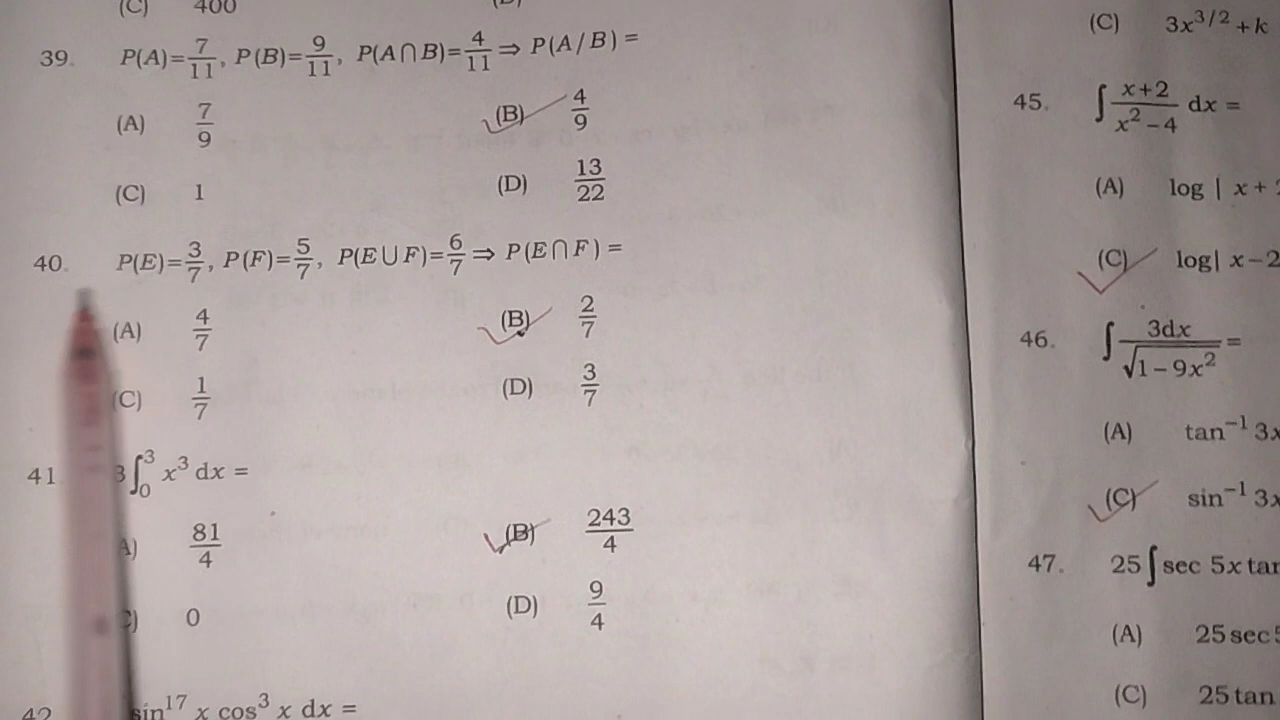 (C) 400
39. P(A)=7/11, P(B)=9/11, P(A∩B)=4/11 ⇒ P(A/B) =
(A) 7/9 (B) 4/9
(C) 1 (D) 13/22
40. P(E)=3/7, P(F)=5/7, P(E∪F)=6/7 ⇒ P(E∩F) =
(A) 4/7 (B) 2/7
(C) 1/7 (D) 3/7
41 3∫₀³ x³ dx =
A) 81/4 (B) 243/4
) 0 (D) 9/4
42 sin¹⁷ x cos³ x dx =
(C) 3x^{3/2} + k
45. ∫ (x+2)/(x²−4) dx =
(A) log | x +
(C) log| x−2
46. ∫ 3dx/√(1−9x²) =
(A) tan⁻¹ 3x
(C) sin⁻¹ 3x
47. 25∫ sec 5x tan
(A) 25 sec 5
(C) 25 tan